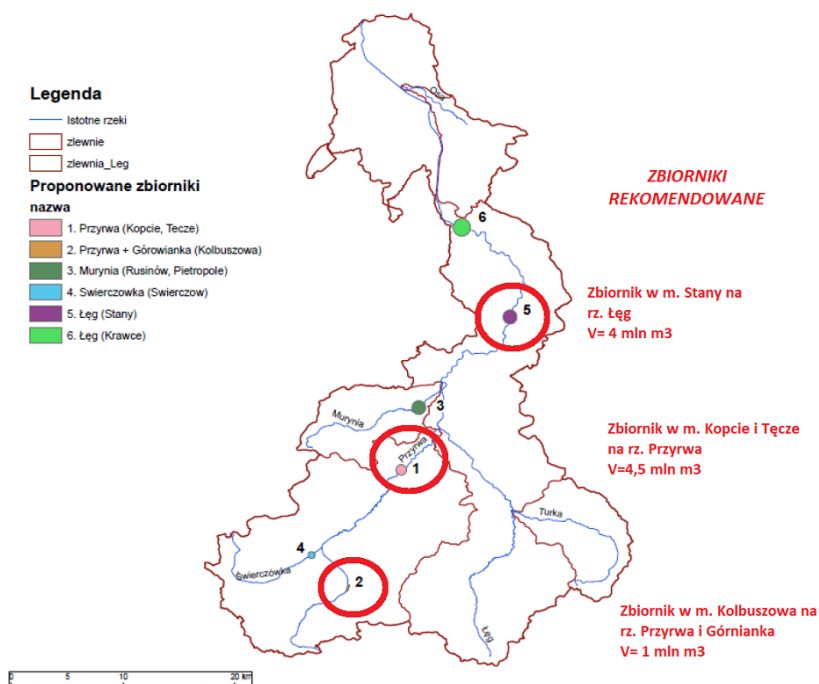 Legenda
Istotne rzeki
zlewnie
zlewnia_Leg
Proponowane zbiorniki
nazwa
1. Przyrwa (Kopcie, Tecze)
2. Przyrwa + Górowianka (Kolbuszowa)
3. Murynia (Rusinów, Pietropole)
4. Swierczowka (Swierczow)
5. Łęg (Stany)
6. Łęg (Krawce)
Osa
ZBIORNIKI
REKOMENDOWANE
6
Zbiornik w m. Stany na
rz. Łęg
V= 4 mln m3
5
3
Murynia
Zbiornik w m. Kopcie i Tęcze
na rz. Przyrwa
V=4,5 mln m3
Przyrwa
1
Turka
4
Świerczówka
2
Łęg
Zbiornik w m. Kolbuszowa na
rz. Przyrwa i Górnianka
V= 1 mln m3
0 5 10 20 km